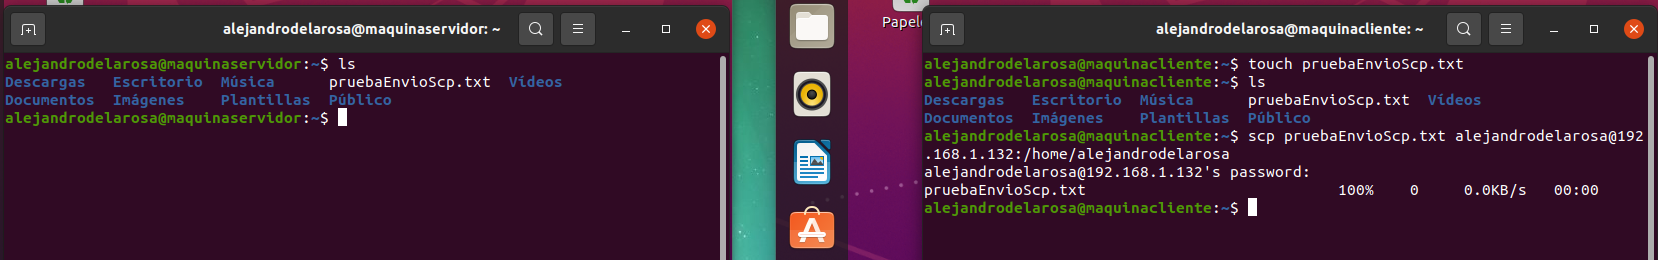 alejandrodelarosa@maquinaservidor: ~
alejandrodelarosa@maquinaservidor:~$ ls
Descargas Escritorio Música pruebaEnvioScp.txt Vídeos
Documentos Imágenes Plantillas Público
alejandrodelarosa@maquinaservidor:~$
alejandrodelarosa@maquinacliente: ~
alejandrodelarosa@maquinacliente:~$ touch pruebaEnvioScp.txt
alejandrodelarosa@maquinacliente:~$ ls
Descargas Escritorio Música pruebaEnvioScp.txt Vídeos
Documentos Imágenes Plantillas Público
alejandrodelarosa@maquinacliente:~$ scp pruebaEnvioScp.txt alejandrodelarosa@192
.168.1.132:/home/alejandrodelarosa
alejandrodelarosa@192.168.1.132's password:
pruebaEnvioScp.txt 100% 0 0.0KB/s 00:00
alejandrodelarosa@maquinacliente:~$